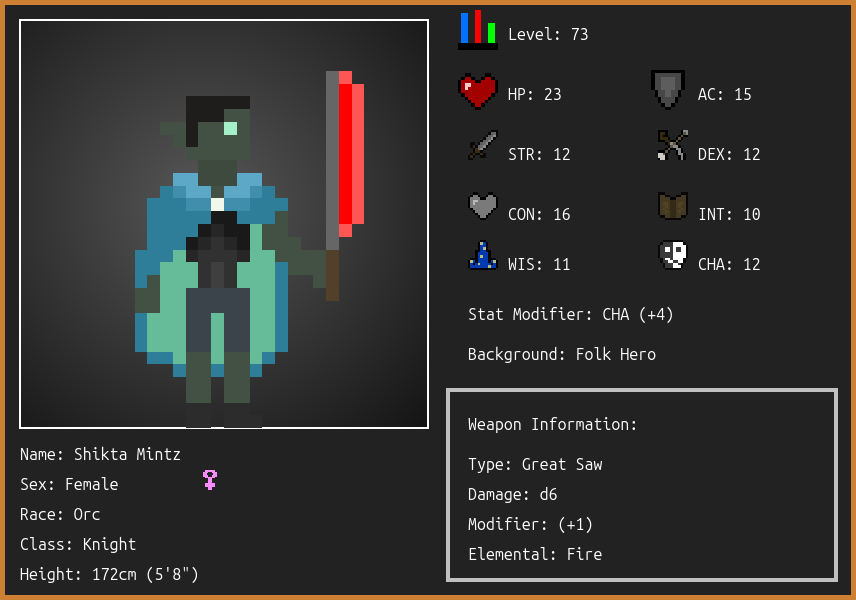 Level: 73
HP: 23
AC: 15
STR: 12
DEX: 12
CON: 16
INT: 10
WIS: 11
CHA: 12
Stat Modifier: CHA (+4)
Background: Folk Hero
Weapon Information:
Type: Great Saw
Damage: d6
Modifier: (+1)
Elemental: Fire
Name: Shikta Mintz
Sex: Female
Race: Orc
Class: Knight
Height: 172cm (5'8")